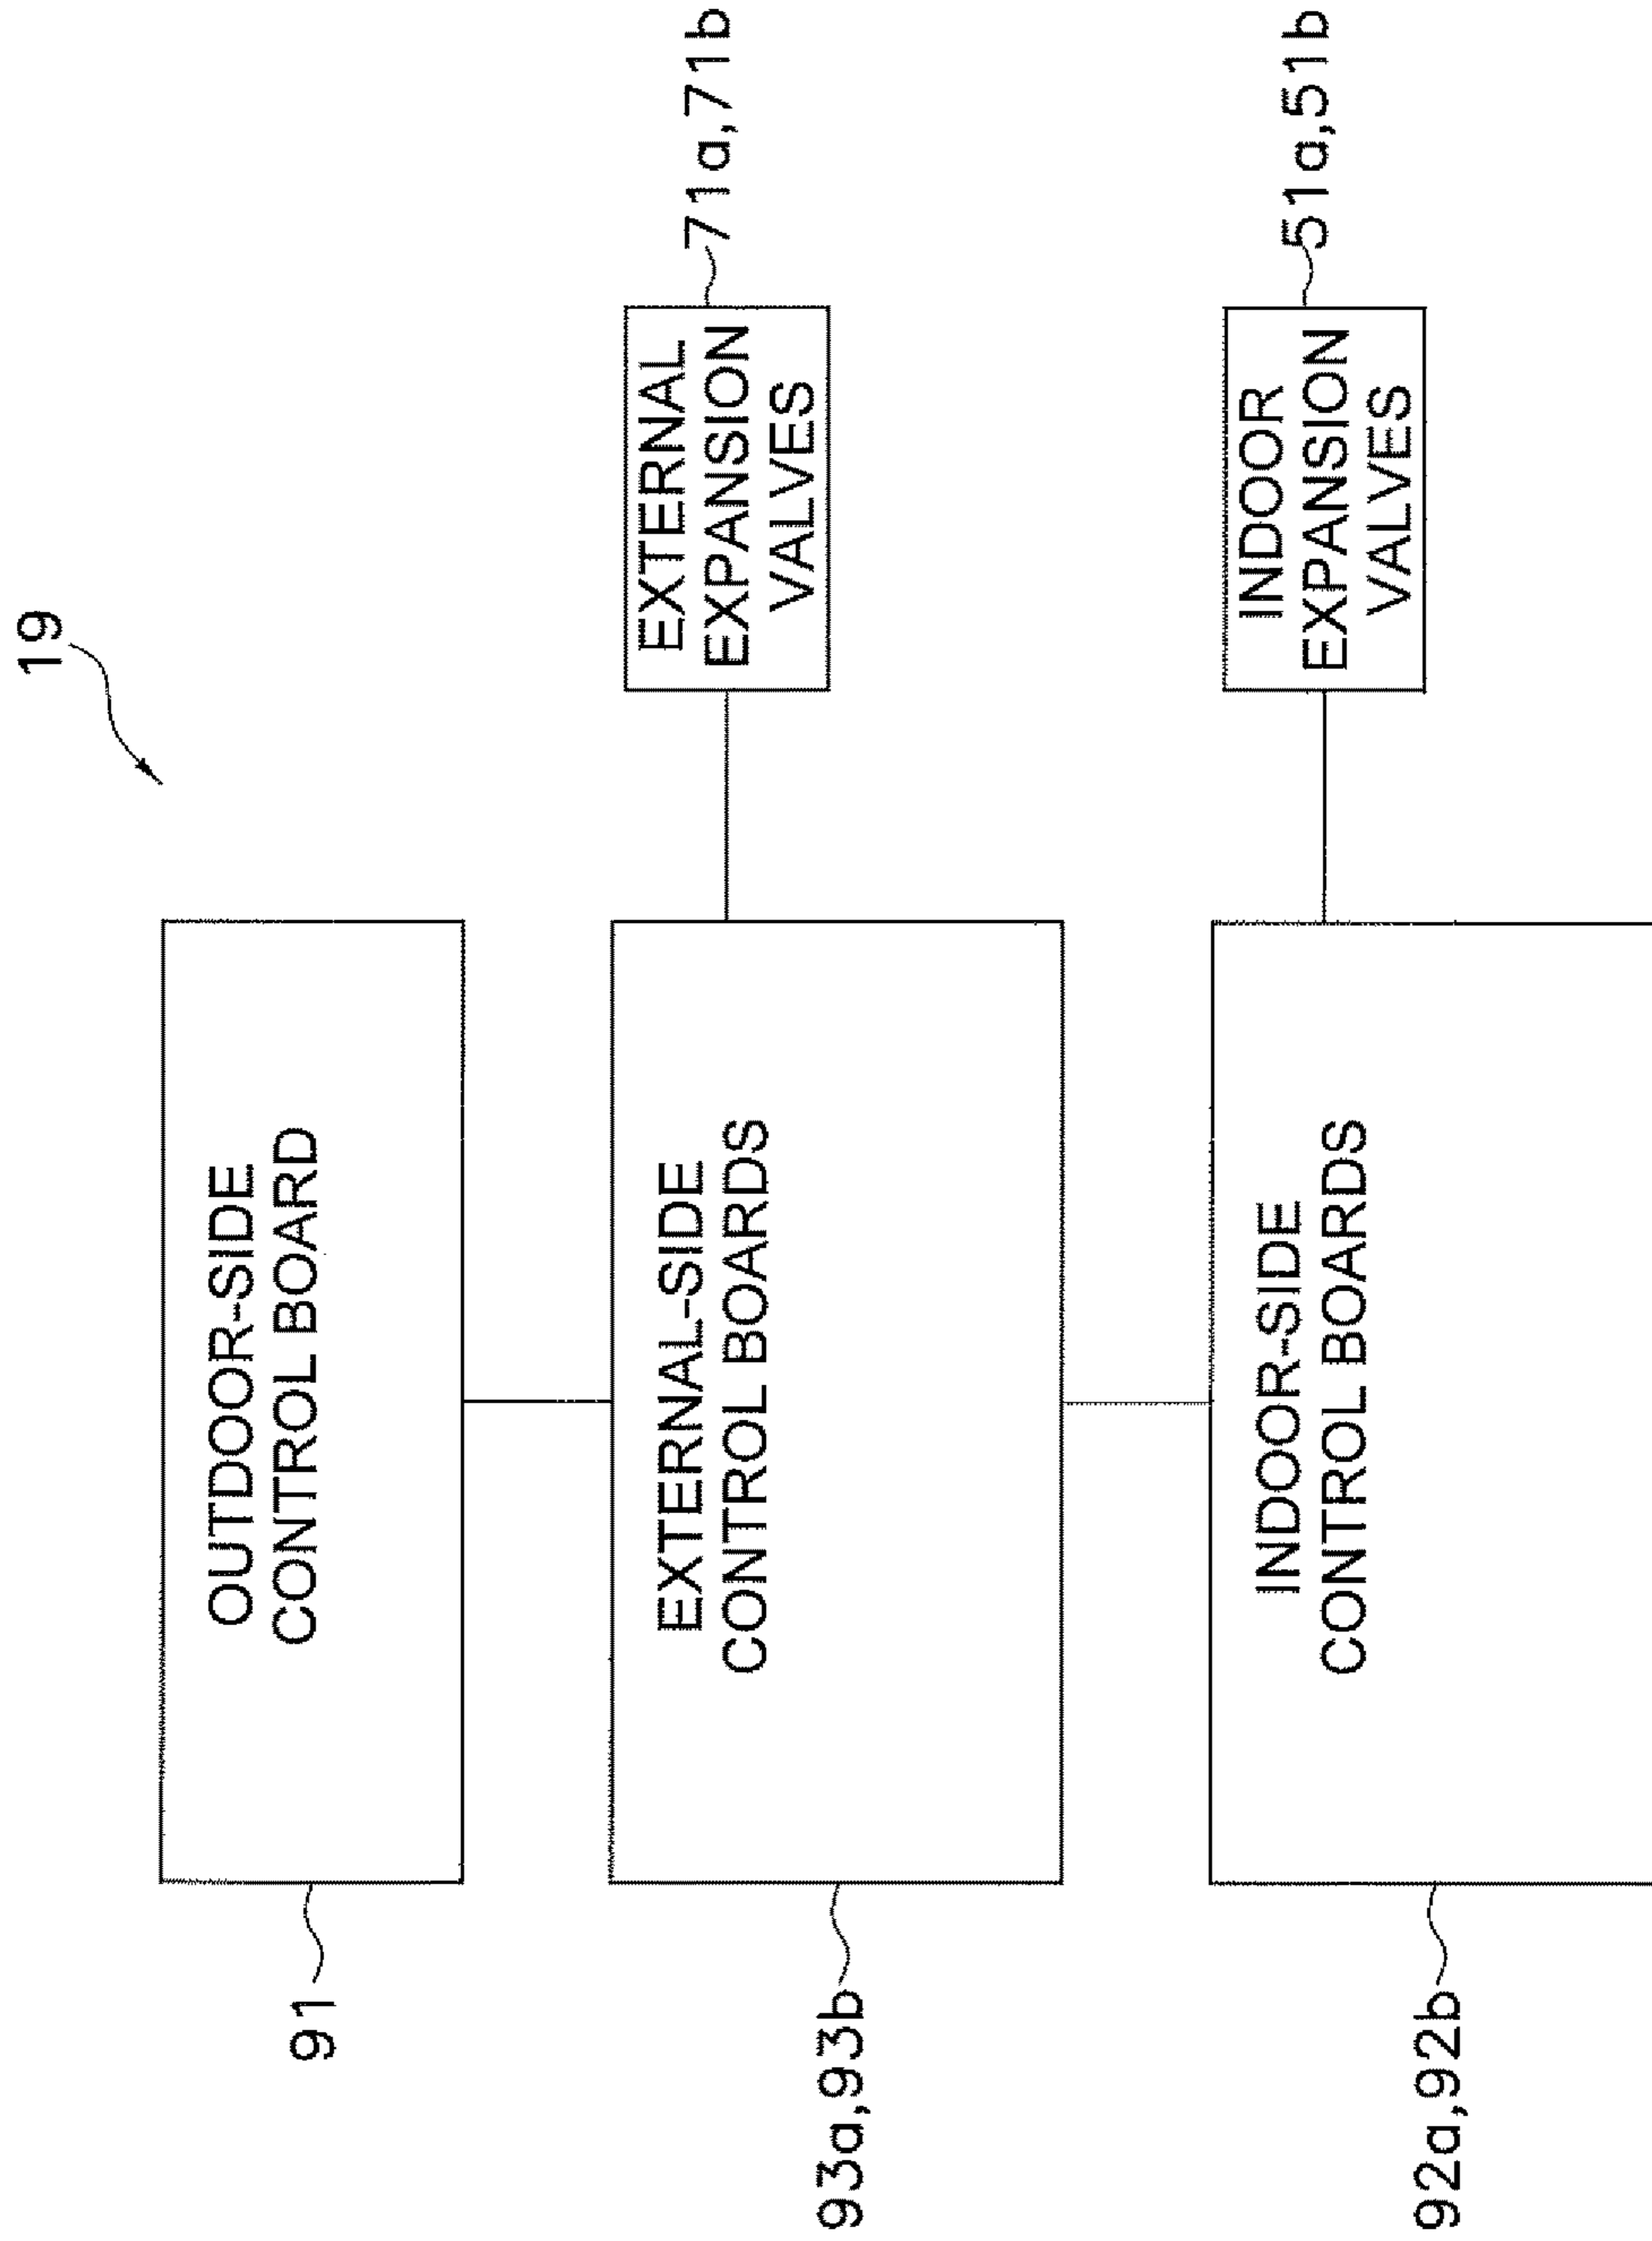 19
91
OUTDOOR-SIDE
CONTROL BOARD
93a,93b
EXTERNAL-SIDE
CONTROL BOARDS
EXTERNAL
EXPANSION
VALVES
71a,71b
92a,92b
INDOOR-SIDE
CONTROL BOARDS
INDOOR
EXPANSION
VALVES
51a,51b